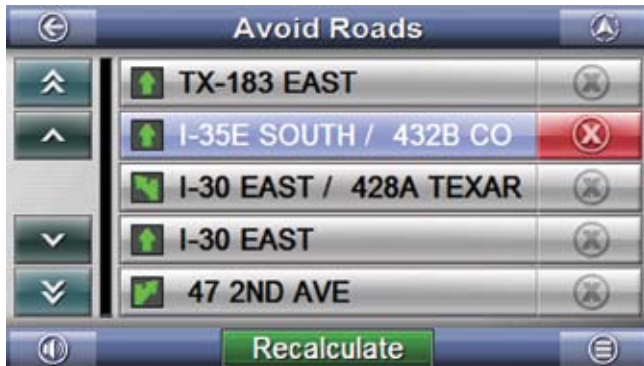 Avoid Roads
TX-183 EAST
I-35E SOUTH / 432B CO
I-30 EAST / 428A TEXAR
I-30 EAST
47 2ND AVE
Recalculate